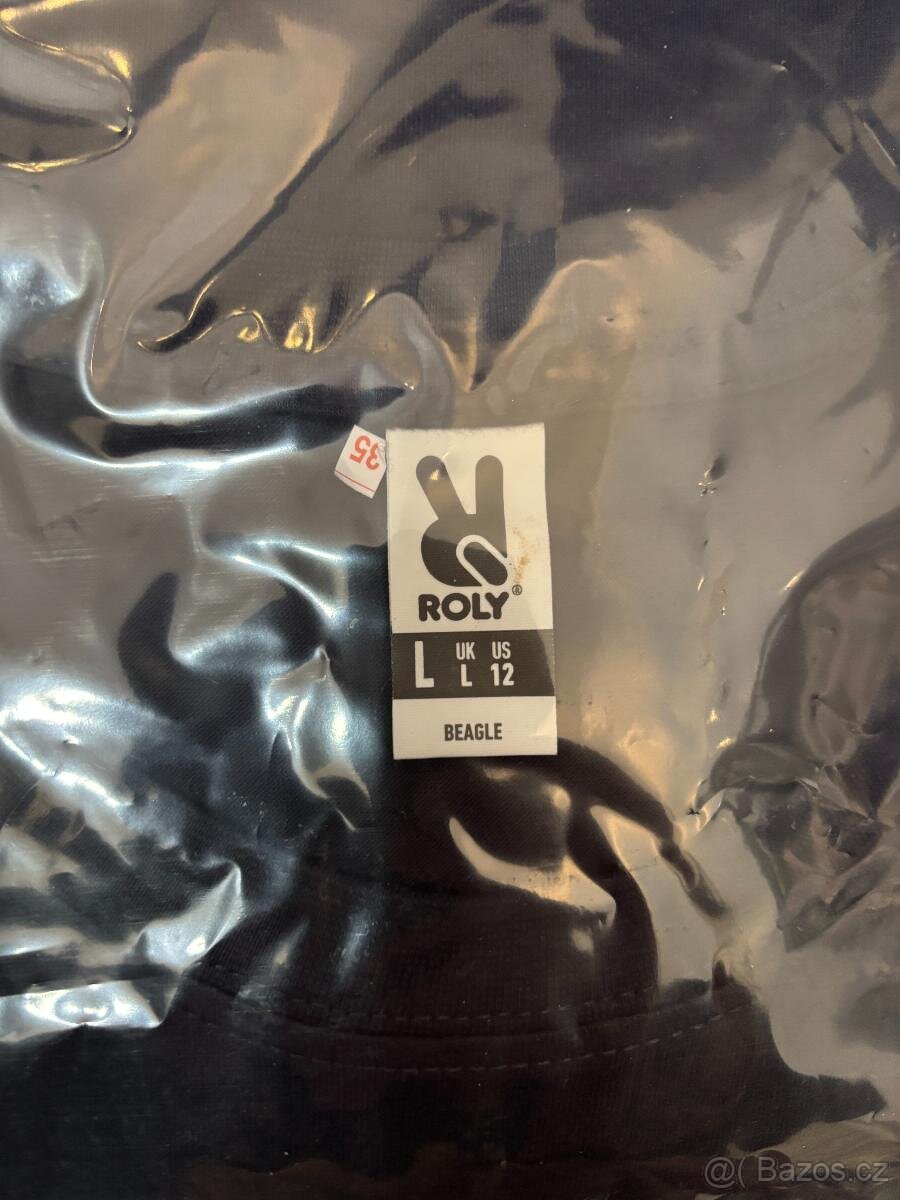 35
ROLY®
L UK L US 12
BEAGLE
@( Bazos.cz